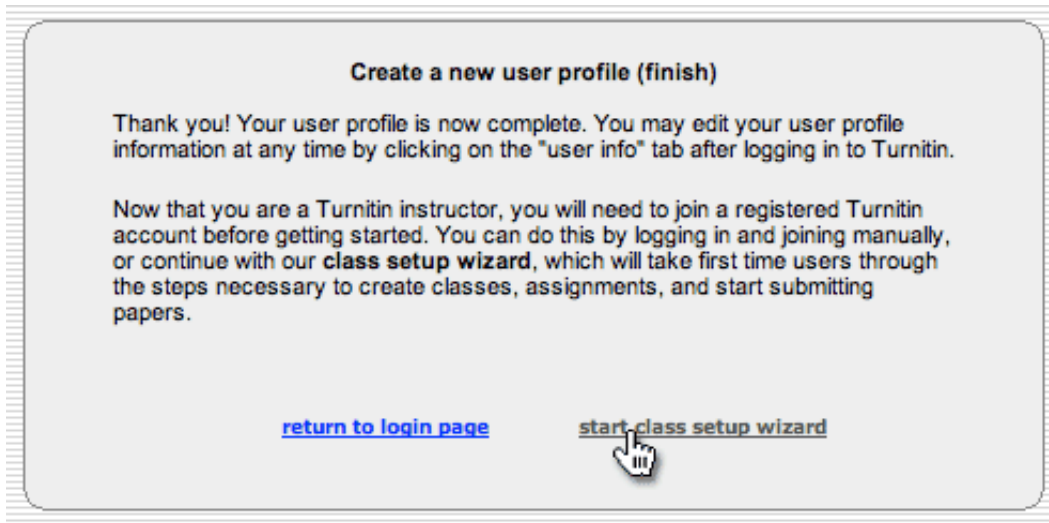 Create a new user profile (finish)
Thank you! Your user profile is now complete. You may edit your user profile
information at any time by clicking on the "user info" tab after logging in to Turnitin.
Now that you are a Turnitin instructor, you will need to join a registered Turnitin
account before getting started. You can do this by logging in and joining manually,
or continue with our class setup wizard, which will take first time users through
the steps necessary to create classes, assignments, and start submitting
papers.
return to login page start class setup wizard